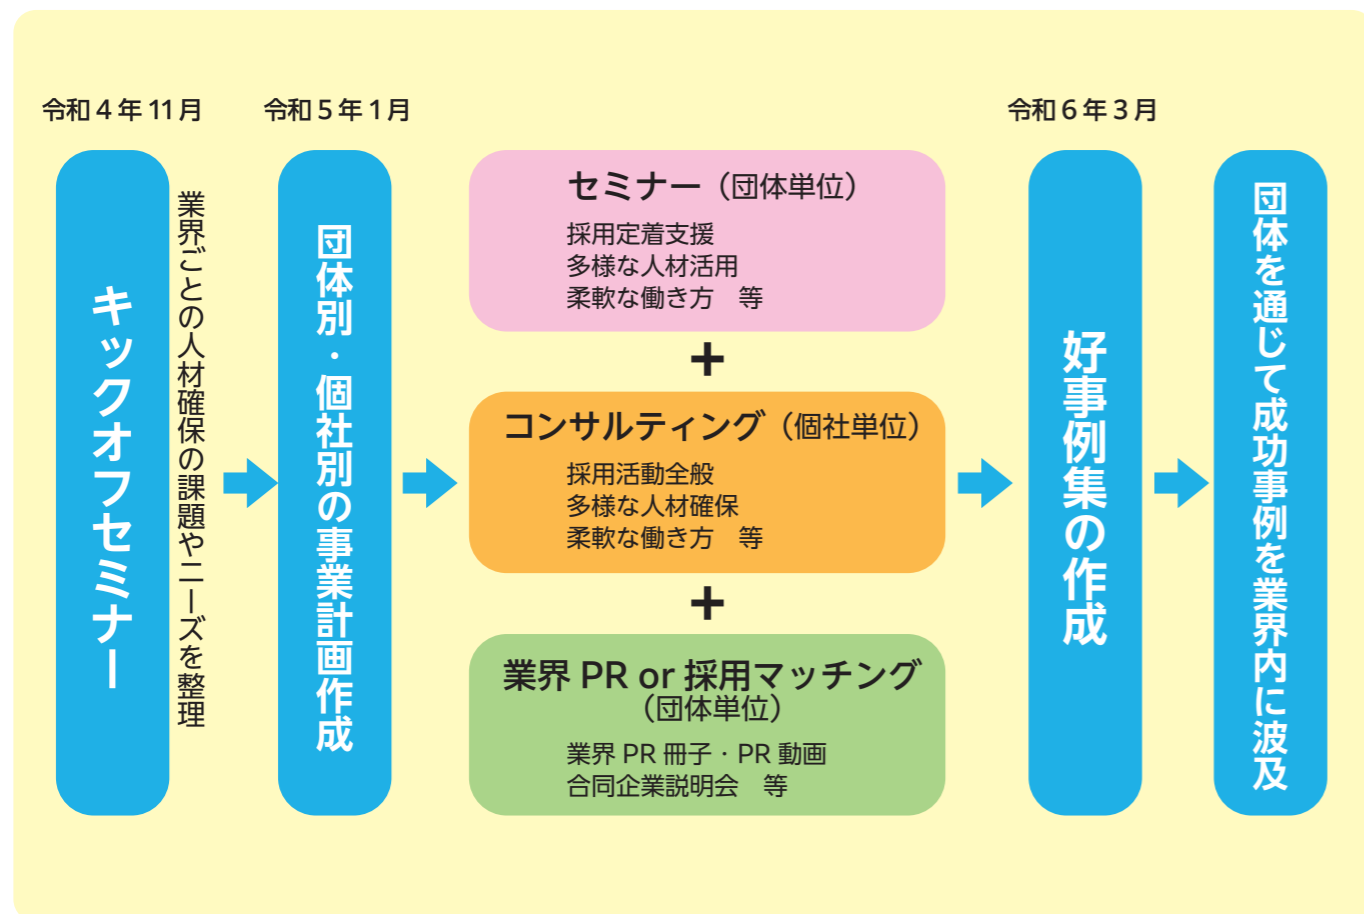 令和4年11月
キックオフセミナー
業界ごとの人材確保の課題やニーズを整理
令和5年1月
団体別・個社別の事業計画作成
セミナー（団体単位）
採用定着支援
多様な人材活用
柔軟な働き方　等
+
コンサルティング（個社単位）
採用活動全般
多様な人材確保
柔軟な働き方　等
+
業界 PR or 採用マッチング
（団体単位）
業界 PR 冊子・PR 動画
合同企業説明会　等
令和6年3月
好事例集の作成
団体を通じて成功事例を業界内に波及